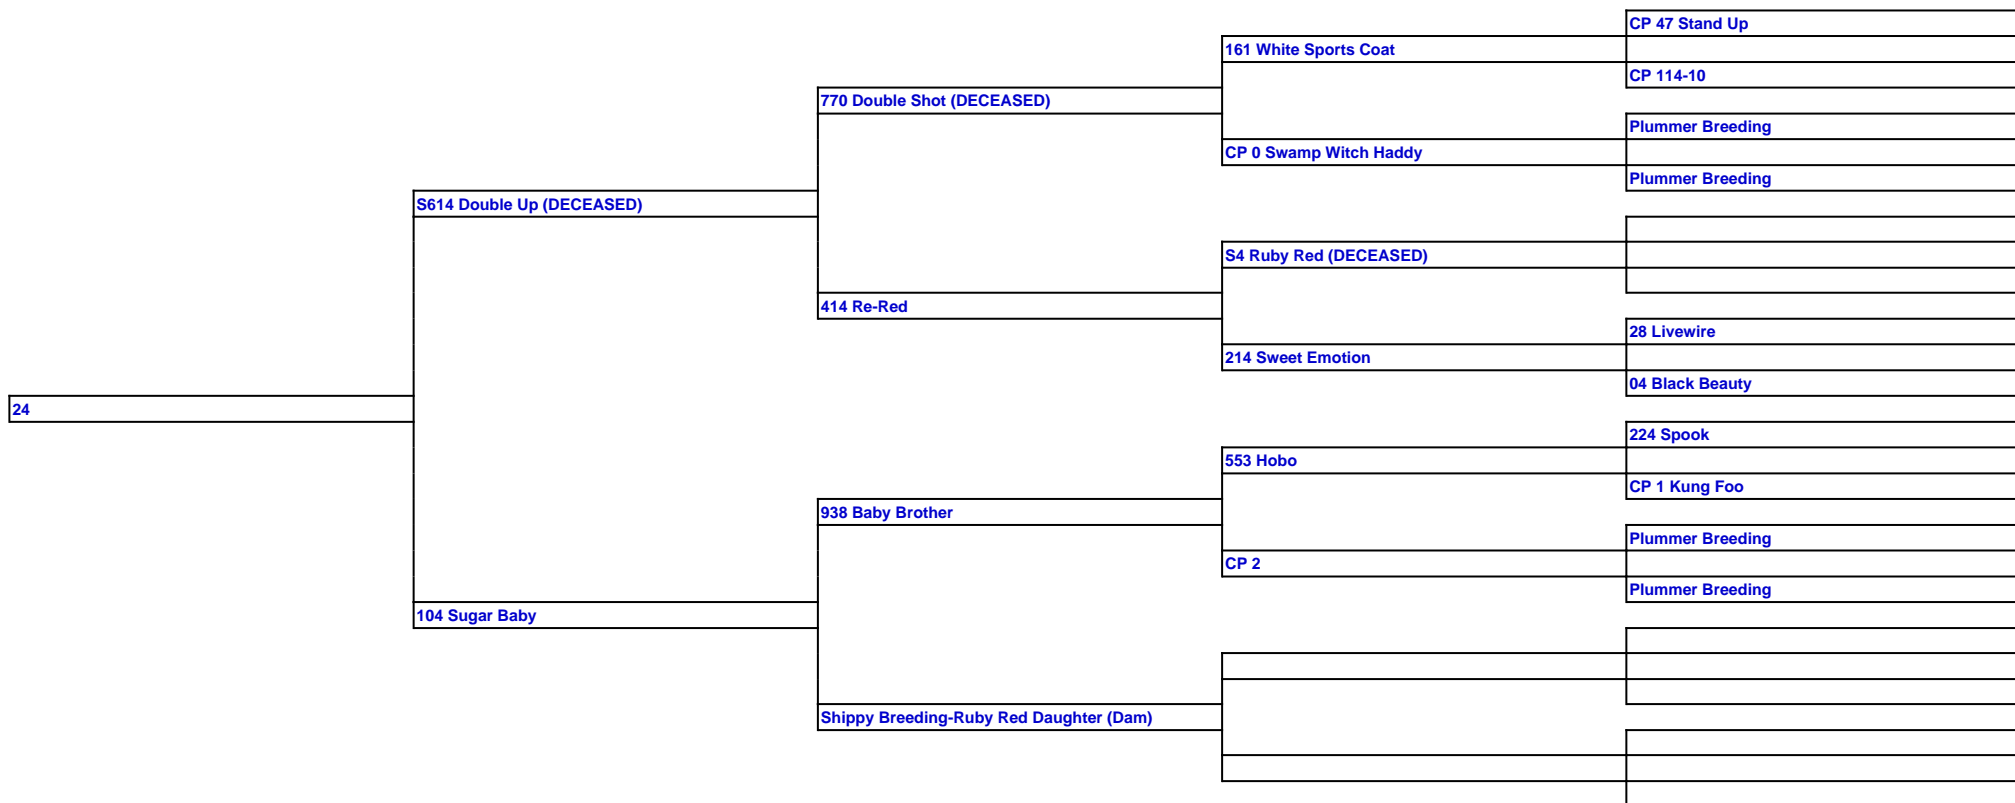 CP 47 Stand Up
161 White Sports Coat
CP 114-10
770 Double Shot (DECEASED)
Plummer Breeding
CP 0 Swamp Witch Haddy
Plummer Breeding
S614 Double Up (DECEASED)
S4 Ruby Red (DECEASED)
414 Re-Red
28 Livewire
214 Sweet Emotion
04 Black Beauty
24
224 Spook
553 Hobo
CP 1 Kung Foo
938 Baby Brother
Plummer Breeding
CP 2
Plummer Breeding
104 Sugar Baby
Shippy Breeding-Ruby Red Daughter (Dam)